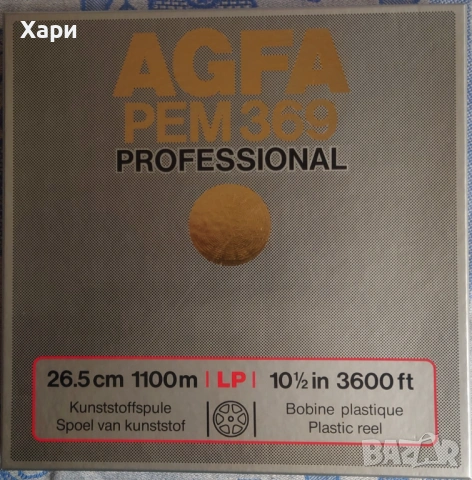 Хари
AGFA
PEM 369
PROFESSIONAL
26.5 cm 1100 m | LP | 10½ in 3600 ft
Kunststoffspule Bobine plastique
Spoel van kunststof Plastic reel
BAZAR